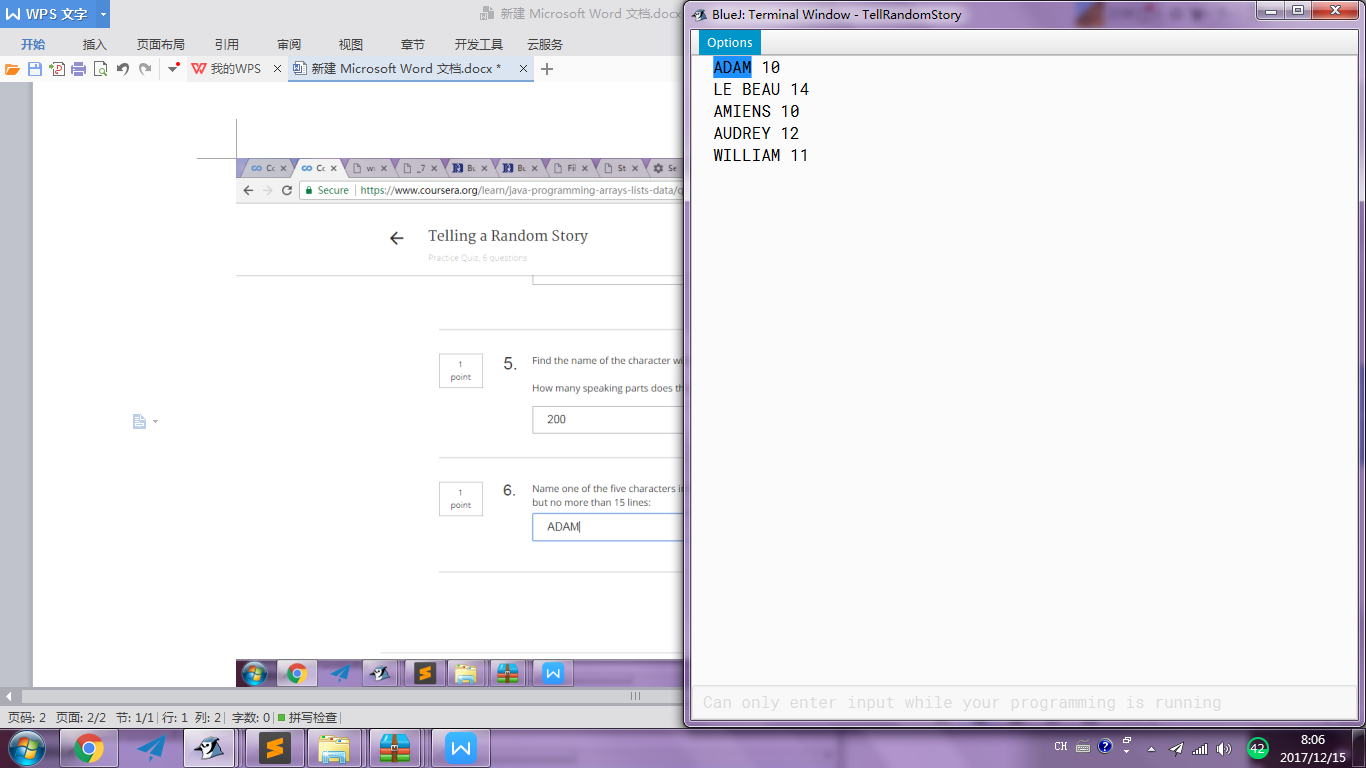 WPS 文字
新建 Microsoft Word 文档.docx
开始 插入 页面布局 引用 审阅 视图 章节 开发工具 云服务
我的WPS
新建 Microsoft Word 文档.docx *
Secure https://www.coursera.org/learn/java-programming-arrays-lists-data/q
Telling a Random Story
Practice Quiz, 6 questions
1
point
5.
Find the name of the character wi
How many speaking parts does th
200
1
point
6.
Name one of the five characters in
but no more than 15 lines:
ADAM
页码: 2 页面: 2/2 节: 1/1 行: 1 列: 2 字数: 0 拼写检查
BlueJ: Terminal Window - TellRandomStory
Options
ADAM 10
LE BEAU 14
AMIENS 10
AUDREY 12
WILLIAM 11
Can only enter input while your programming is running
CH
42
8:06
2017/12/15